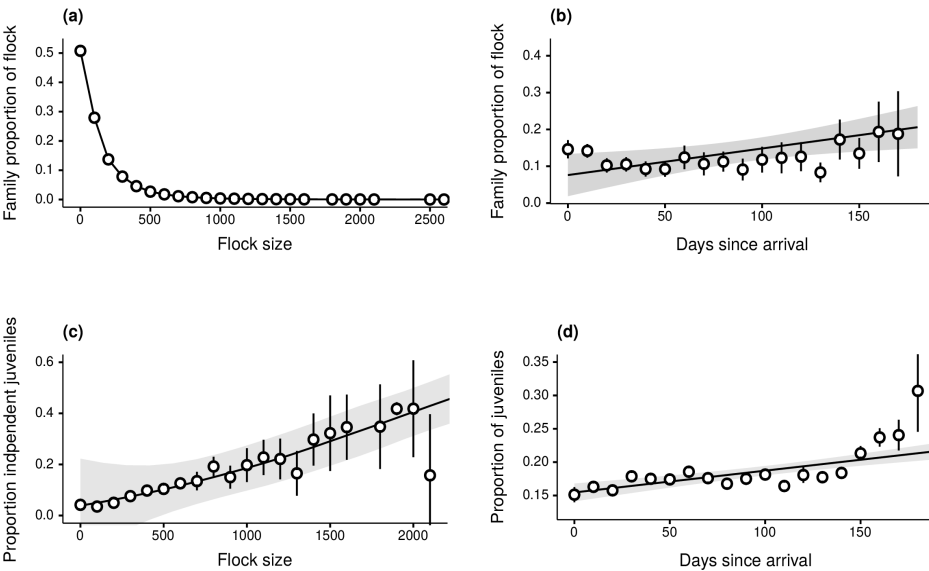 (a)
Family proportion of flock
0.5
0.4
0.3
0.2
0.1
0.0
0 500 1000 1500 2000 2500
Flock size
(b)
Family proportion of flock
0.4
0.3
0.2
0.1
0.0
0 50 100 150
Days since arrival
(c)
Proportion indpendent juveniles
0.6
0.4
0.2
0.0
0 500 1000 1500 2000
Flock size
(d)
Proportion of juveniles
0.35
0.30
0.25
0.20
0.15
0 50 100 150
Days since arrival